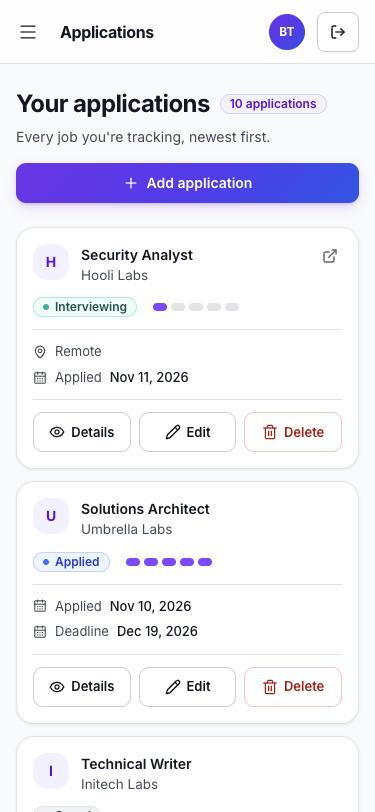 Applications
BT
Your applications
10 applications
Every job you're tracking, newest first.
Add application
H
Security Analyst
Hooli Labs
Interviewing
Remote
Applied Nov 11, 2026
Details
Edit
Delete
U
Solutions Architect
Umbrella Labs
Applied
Applied Nov 10, 2026
Deadline Dec 19, 2026
Details
Edit
Delete
I
Technical Writer
Initech Labs